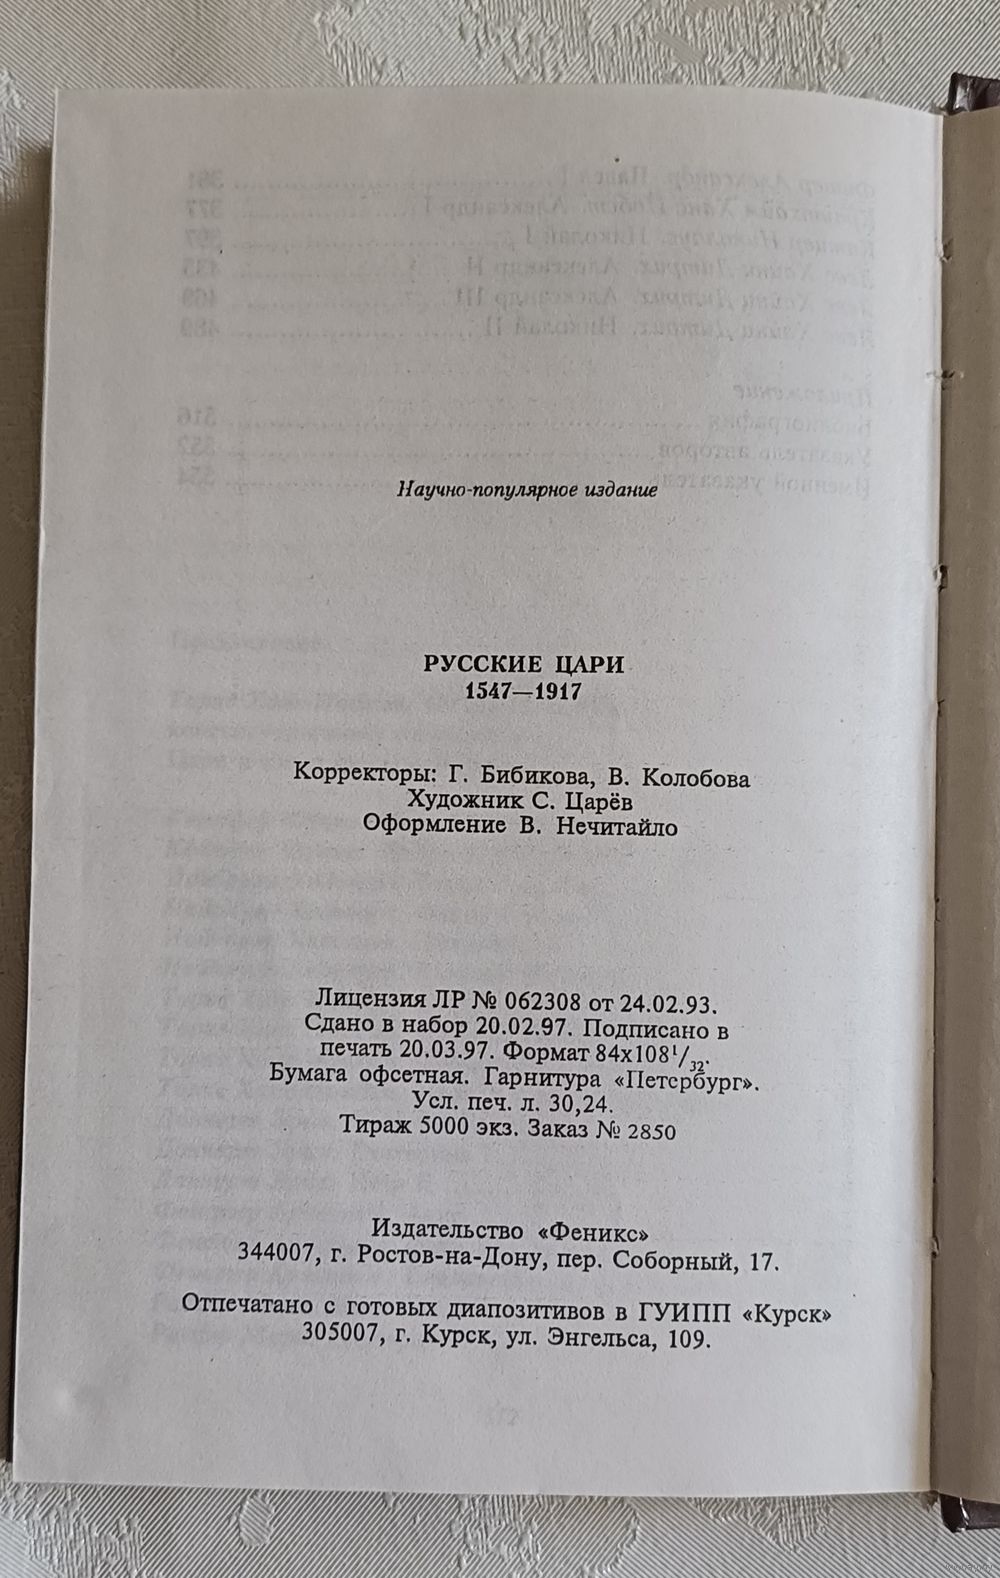 Научно-популярное издание
РУССКИЕ ЦАРИ
1547—1917
Корректоры: Г. Бибикова, В. Колобова
Художник С. Царёв
Оформление В. Нечитайло
Лицензия ЛР № 062308 от 24.02.93.
Сдано в набор 20.02.97. Подписано в
печать 20.03.97. Формат 84х108 1/32.
Бумага офсетная. Гарнитура «Петербург».
Усл. печ. л. 30,24.
Тираж 5000 экз. Заказ № 2850
Издательство «Феникс»
344007, г. Ростов-на-Дону, пер. Соборный, 17.
Отпечатано с готовых диапозитивов в ГУИПП «Курск»
305007, г. Курск, ул. Энгельса, 109.